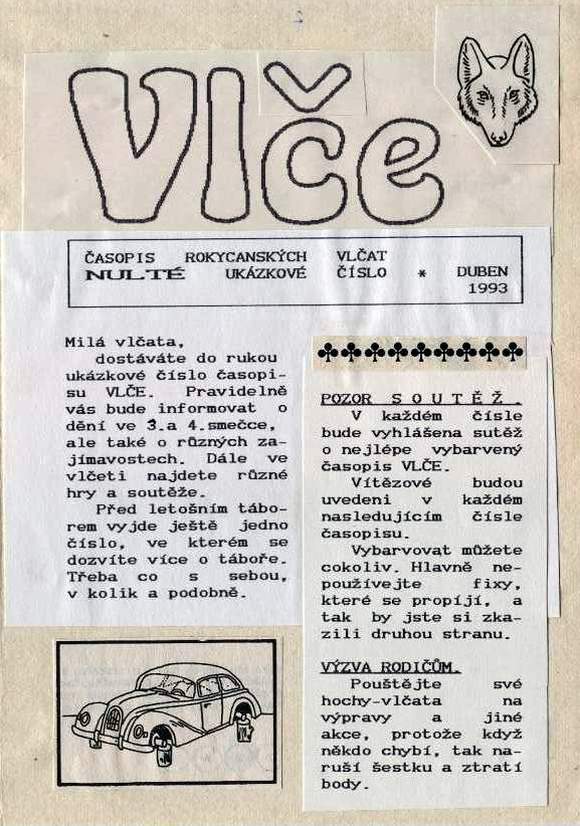 Vlče
ČASOPIS ROKYCANSKÝCH VLČAT
NULTÉ UKÁZKOVÉ ČÍSLO * DUBEN
1993
Milá vlčata,
dostáváte do rukou
ukázkové číslo časopi-
su VLČE. Pravidelně
vás bude informovat o
dění ve 3.a 4.smečce,
ale také o různých za-
jímavostech. Dále ve
vlčeti najdete různé
hry a soutěže.
Před letošním tábo-
rem vyjde ještě jedno
číslo, ve kterém se
dozvíte více o táboře.
Třeba co s sebou,
v kolik a podobně.
POZOR S O U T Ě Ž .
V každém čísle
bude vyhlášena sutěž
o nejlépe vybarvený
časopis VLČE.
Vítězové budou
uvedeni v každém
nasledujícím čísle
časopisu.
Vybarvovat můžete
cokoliv. Hlavně ne-
používejte fixy,
které se propíjí, a
tak by jste si zka-
zili druhou stranu.
VÝZVA RODIČŮM.
Pouštějte své
hochy-vlčata na
výpravy a jiné
akce, protože když
někdo chybí, tak na-
ruší šestku a ztratí
body.